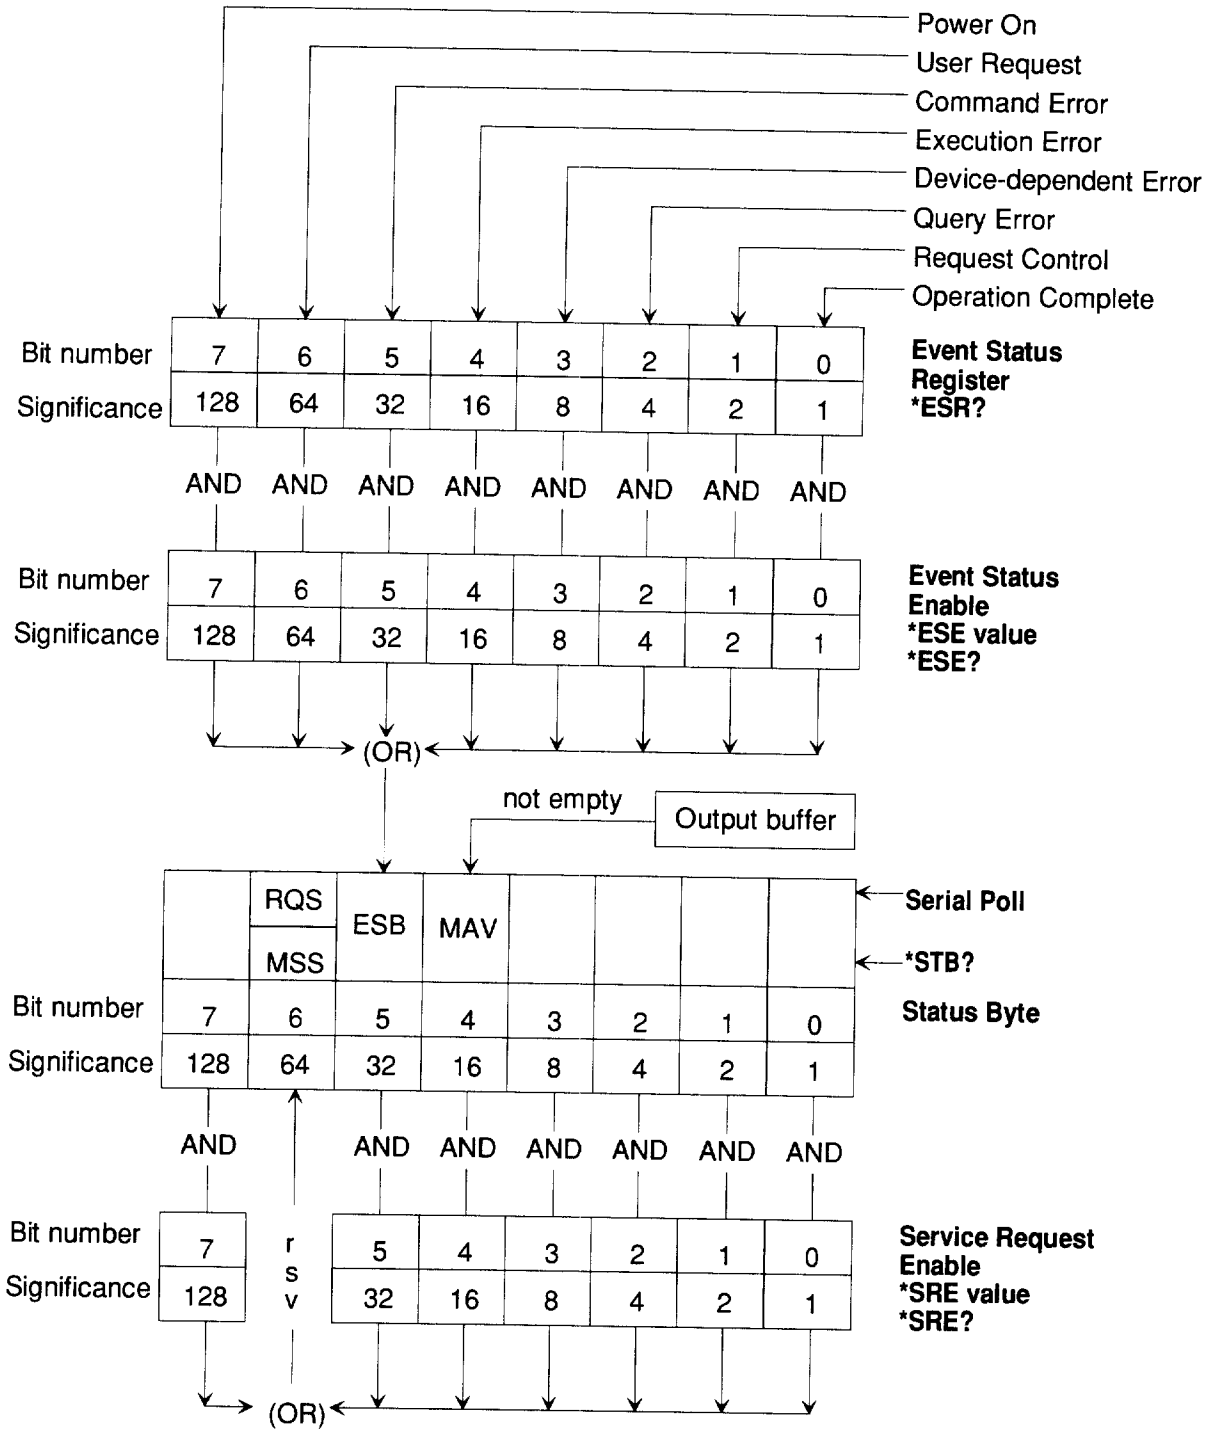 Power On
User Request
Command Error
Execution Error
Device-dependent Error
Query Error
Request Control
Operation Complete
Bit number 7 6 5 4 3 2 1 0
Significance 128 64 32 16 8 4 2 1
Event Status
Register
*ESR?
AND AND AND AND AND AND AND AND
Bit number 7 6 5 4 3 2 1 0
Significance 128 64 32 16 8 4 2 1
Event Status
Enable
*ESE value
*ESE?
(OR)
not empty Output buffer
RQS
MSS
ESB MAV
Serial Poll
*STB?
Bit number 7 6 5 4 3 2 1 0
Status Byte
Significance 128 64 32 16 8 4 2 1
AND AND AND AND AND AND AND
Bit number 7 5 4 3 2 1 0
Significance 128 32 16 8 4 2 1
r
s
v
Service Request
Enable
*SRE value
*SRE?
(OR)